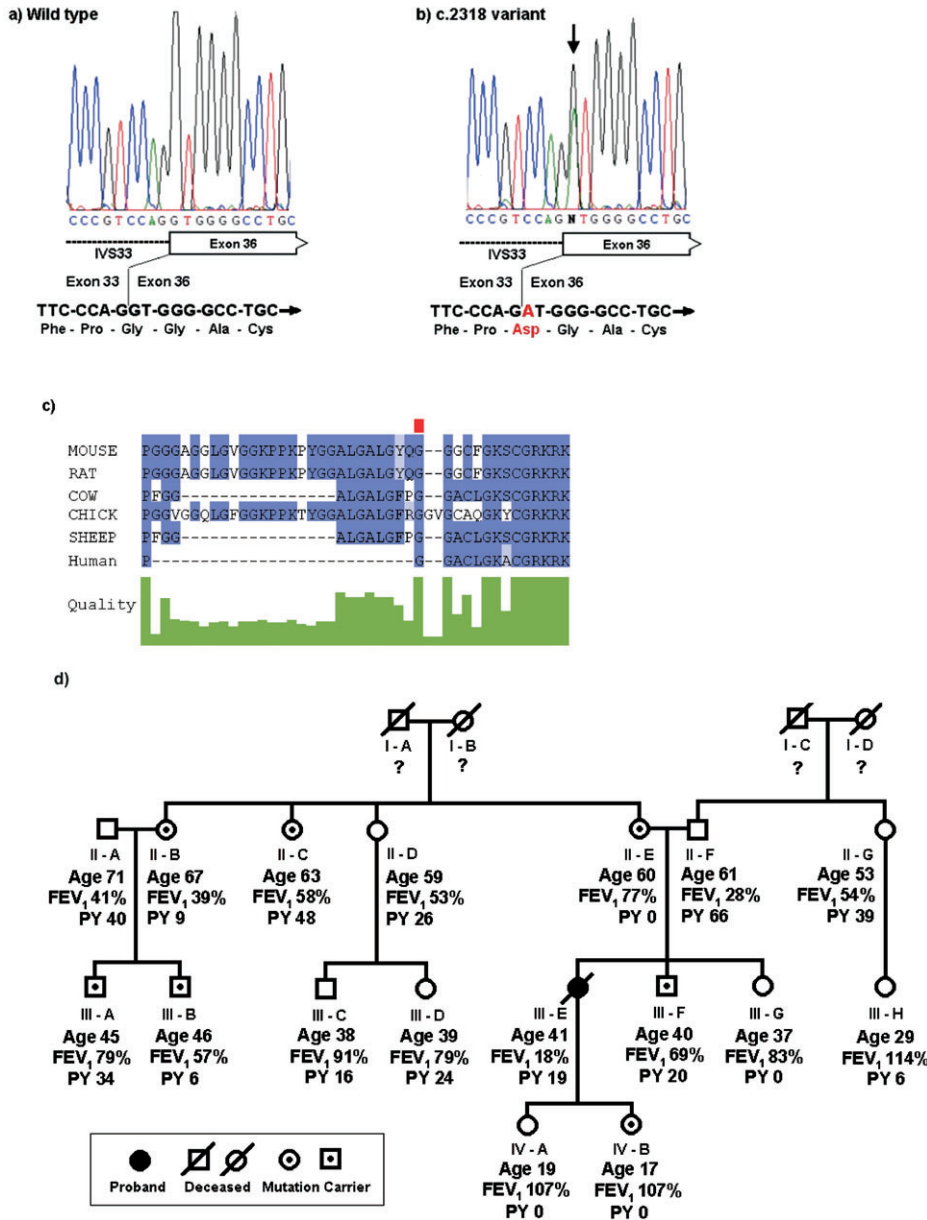 a) Wild type
b) c.2318 variant
CCCGTCCAGGTGGGGCCTGC
CCCGTCCAGNTGGGGCCTGC
IVS33
Exon 36
IVS33
Exon 36
Exon 33 Exon 36
Exon 33 Exon 36
TTC-CCA-GGT-GGG-GCC-TGC
TTC-CCA-GAT-GGG-GCC-TGC
Phe - Pro - Gly - Gly - Ala - Cys
Phe - Pro - Asp - Gly - Ala - Cys
c)
MOUSE PGGGAGGLGVGGKPPKPYGGALGALGYQG--GGCFGKSCGRKRK
RAT PGGGAGGLGVGGKPPKPYGGALGALGYQG--GGCFGKSCGRKRK
COW PFGG----------------ALGALGFPG--GACLGKSCGRKRK
CHICK PGGVGGQLGFGGKPPKTYGGALGALGFRGGVGCAQGKYCGRKRK
SHEEP PFGG----------------ALGALGFPG--GACLGKSCGRKRK
Human P---------------------------G--GACLGKACGRKRK
Quality
d)
I - A I - B I - C I - D
? ? ? ?
II - A II - B II - C II - D II - E II - F II - G
Age 71 Age 67 Age 63 Age 59 Age 60 Age 61 Age 53
FEV₁ 41% FEV₁ 39% FEV₁ 58% FEV₁ 53% FEV₁ 77% FEV₁ 28% FEV₁ 54%
PY 40 PY 9 PY 48 PY 26 PY 0 PY 66 PY 39
III - A III - B III - C III - D III - E III - F III - G III - H
Age 45 Age 46 Age 38 Age 39 Age 41 Age 40 Age 37 Age 29
FEV₁ 79% FEV₁ 57% FEV₁ 91% FEV₁ 79% FEV₁ 18% FEV₁ 69% FEV₁ 83% FEV₁ 114%
PY 34 PY 6 PY 16 PY 24 PY 19 PY 20 PY 0 PY 6
IV - A IV - B
Age 19 Age 17
FEV₁ 107% FEV₁ 107%
PY 0 PY 0
Proband Deceased Mutation Carrier